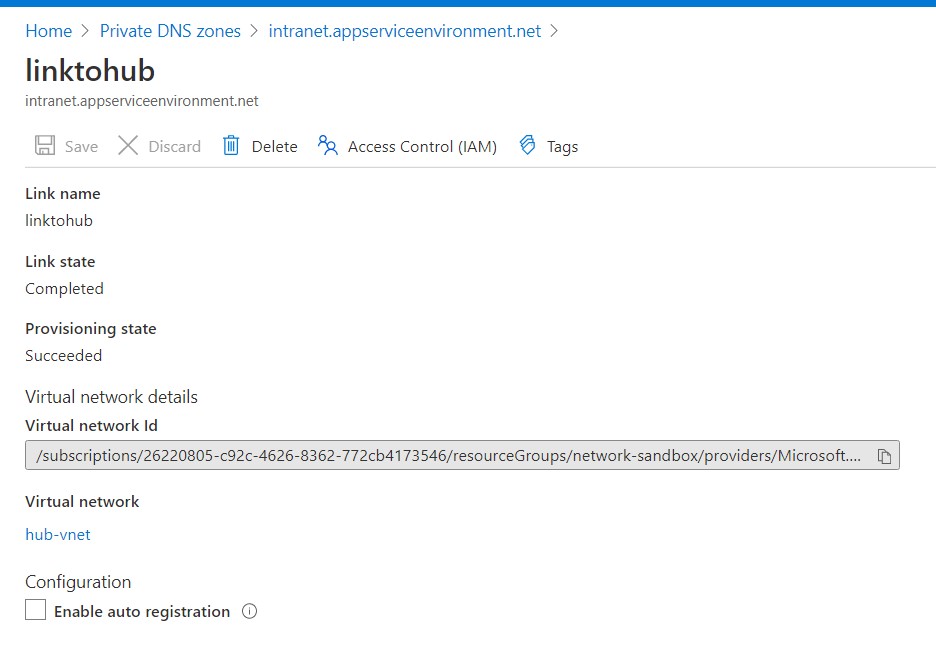 Home > Private DNS zones > intranet.appserviceenvironment.net >
linktohub
intranet.appserviceenvironment.net
Save Discard Delete Access Control (IAM) Tags
Link name
linktohub
Link state
Completed
Provisioning state
Succeeded
Virtual network details
Virtual network Id
/subscriptions/26220805-c92c-4626-8362-772cb4173546/resourceGroups/network-sandbox/providers/Microsoft....
Virtual network
hub-vnet
Configuration
Enable auto registration